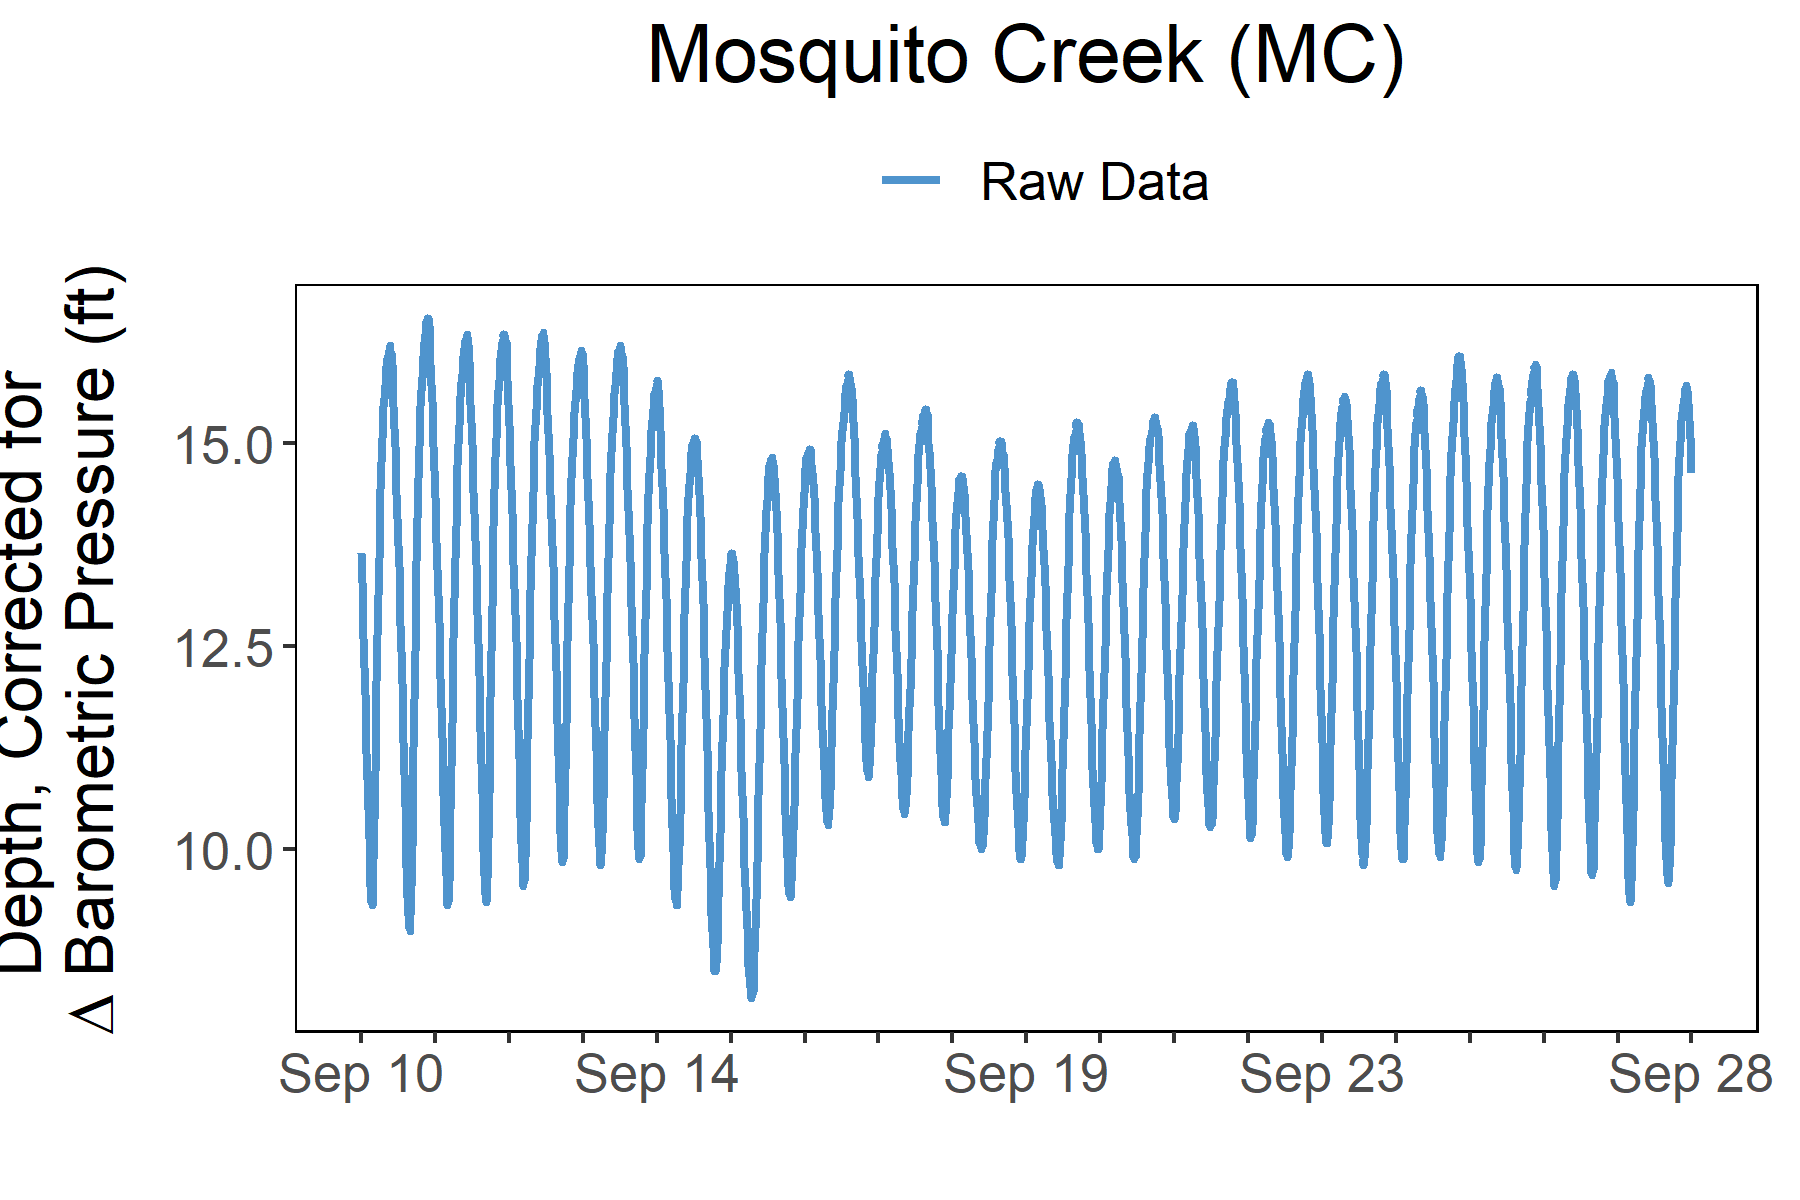 Mosquito Creek (MC)
Raw Data
Depth, Corrected for
Δ Barometric Pressure (ft)
15.0
12.5
10.0
Sep 10 Sep 14 Sep 19 Sep 23 Sep 28